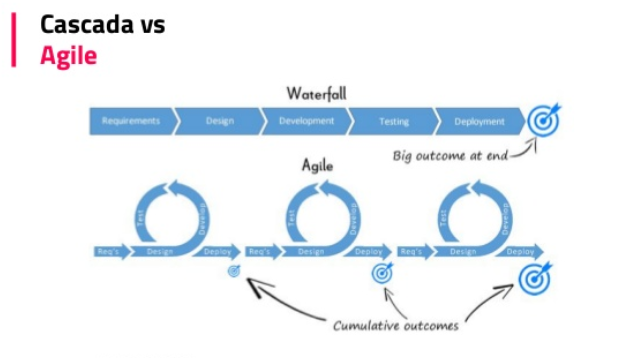 Cascada vs
Agile
Waterfall
Requirements Design Development Testing Deployment
Big outcome at end
Agile
Test Develop Test Develop Test Develop
Req's Design Deploy Req's Design Deploy Req's Design Deploy
Cumulative outcomes